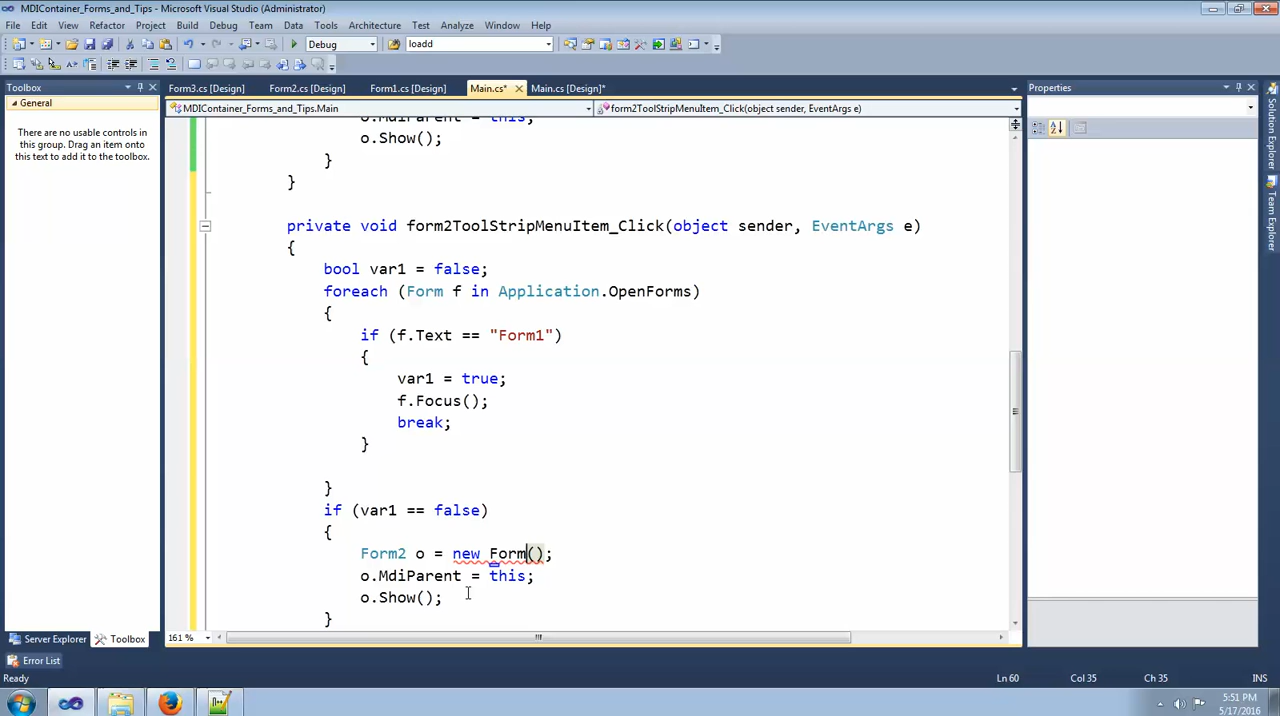 MDIContainer_Forms_and_Tips - Microsoft Visual Studio (Administrator)
File Edit View Refactor Project Build Debug Team Data Tools Architecture Test Analyze Window Help
Debug loadd
Toolbox
Form3.cs [Design] Form2.cs [Design] Form1.cs [Design] Main.cs* Main.cs [Design]*
Properties
General
MDIContainer_Forms_and_Tips.Main
form2ToolStripMenuItem_Click(object sender, EventArgs e)
There are no usable controls in
this group. Drag an item onto
this text to add it to the toolbox.
o.MdiParent = this;
o.Show();
}
}
private void form2ToolStripMenuItem_Click(object sender, EventArgs e)
{
bool var1 = false;
foreach (Form f in Application.OpenForms)
{
if (f.Text == "Form1")
{
var1 = true;
f.Focus();
break;
}
}
if (var1 == false)
{
Form2 o = new Form();
o.MdiParent = this;
o.Show();
}
Solution Explorer
Team Explorer
161 %
Server Explorer Toolbox
Error List
Ready
Ln 60 Col 35 Ch 35 INS
5:51 PM
5/17/2016